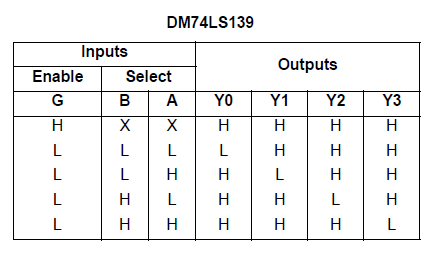 DM74LS139
Inputs Outputs
Enable Select
G B A Y0 Y1 Y2 Y3
H X X H H H H
L L L L H H H
L L H H L H H
L H L H H L H
L H H H H H L